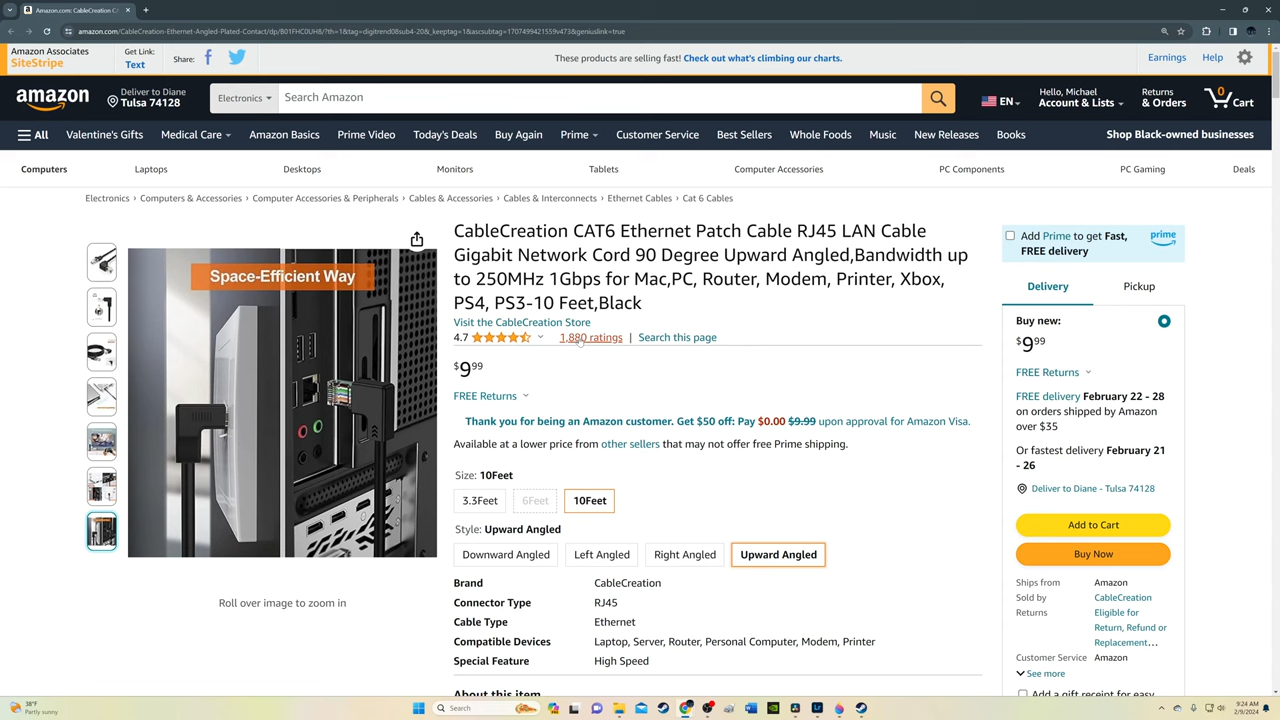 Amazon.com: CableCreation CA
amazon.com/CableCreation-Ethernet-Angled-Plated-Contact/dp/B01FHC0UH8/?th=1&tag=digitrend08sub4-20&_keeptag=1&ascsubtag=1707499421559v473&geniuslink=true
Amazon Associates
SiteStripe
Get Link:
Text
Share:
These products are selling fast! Check out what's climbing our charts.
Earnings
Help
amazon
Deliver to Diane
Tulsa 74128
Electronics
Search Amazon
EN
Hello, Michael
Account & Lists
Returns
& Orders
0
Cart
All
Valentine's Gifts
Medical Care
Amazon Basics
Prime Video
Today's Deals
Buy Again
Prime
Customer Service
Best Sellers
Whole Foods
Music
New Releases
Books
Shop Black-owned businesses
Computers
Laptops
Desktops
Monitors
Tablets
Computer Accessories
PC Components
PC Gaming
Deals
Electronics › Computers & Accessories › Computer Accessories & Peripherals › Cables & Accessories › Cables & Interconnects › Ethernet Cables › Cat 6 Cables
Space-Efficient Way
Roll over image to zoom in
CableCreation CAT6 Ethernet Patch Cable RJ45 LAN Cable
Gigabit Network Cord 90 Degree Upward Angled,Bandwidth up
to 250MHz 1Gbps for Mac,PC, Router, Modem, Printer, Xbox,
PS4, PS3-10 Feet,Black
Visit the CableCreation Store
4.7
1,880 ratings | Search this page
$9 99
FREE Returns
Thank you for being an Amazon customer. Get $50 off: Pay $0.00 $9.99 upon approval for Amazon Visa.
Available at a lower price from other sellers that may not offer free Prime shipping.
Size: 10Feet
3.3Feet
6Feet
10Feet
Style: Upward Angled
Downward Angled
Left Angled
Right Angled
Upward Angled
Brand CableCreation
Connector Type RJ45
Cable Type Ethernet
Compatible Devices Laptop, Server, Router, Personal Computer, Modem, Printer
Special Feature High Speed
About this item
Add Prime to get Fast,
FREE delivery
prime
Delivery
Pickup
Buy new:
$9 99
FREE Returns
FREE delivery February 22 - 28
on orders shipped by Amazon
over $35
Or fastest delivery February 21
- 26
Deliver to Diane - Tulsa 74128
Add to Cart
Buy Now
Ships from Amazon
Sold by CableCreation
Returns Eligible for
Return, Refund or
Replacement…
Customer Service Amazon
See more
Add a gift receipt for easy
38°F
Partly sunny
Search
9:24 AM
2/9/2024